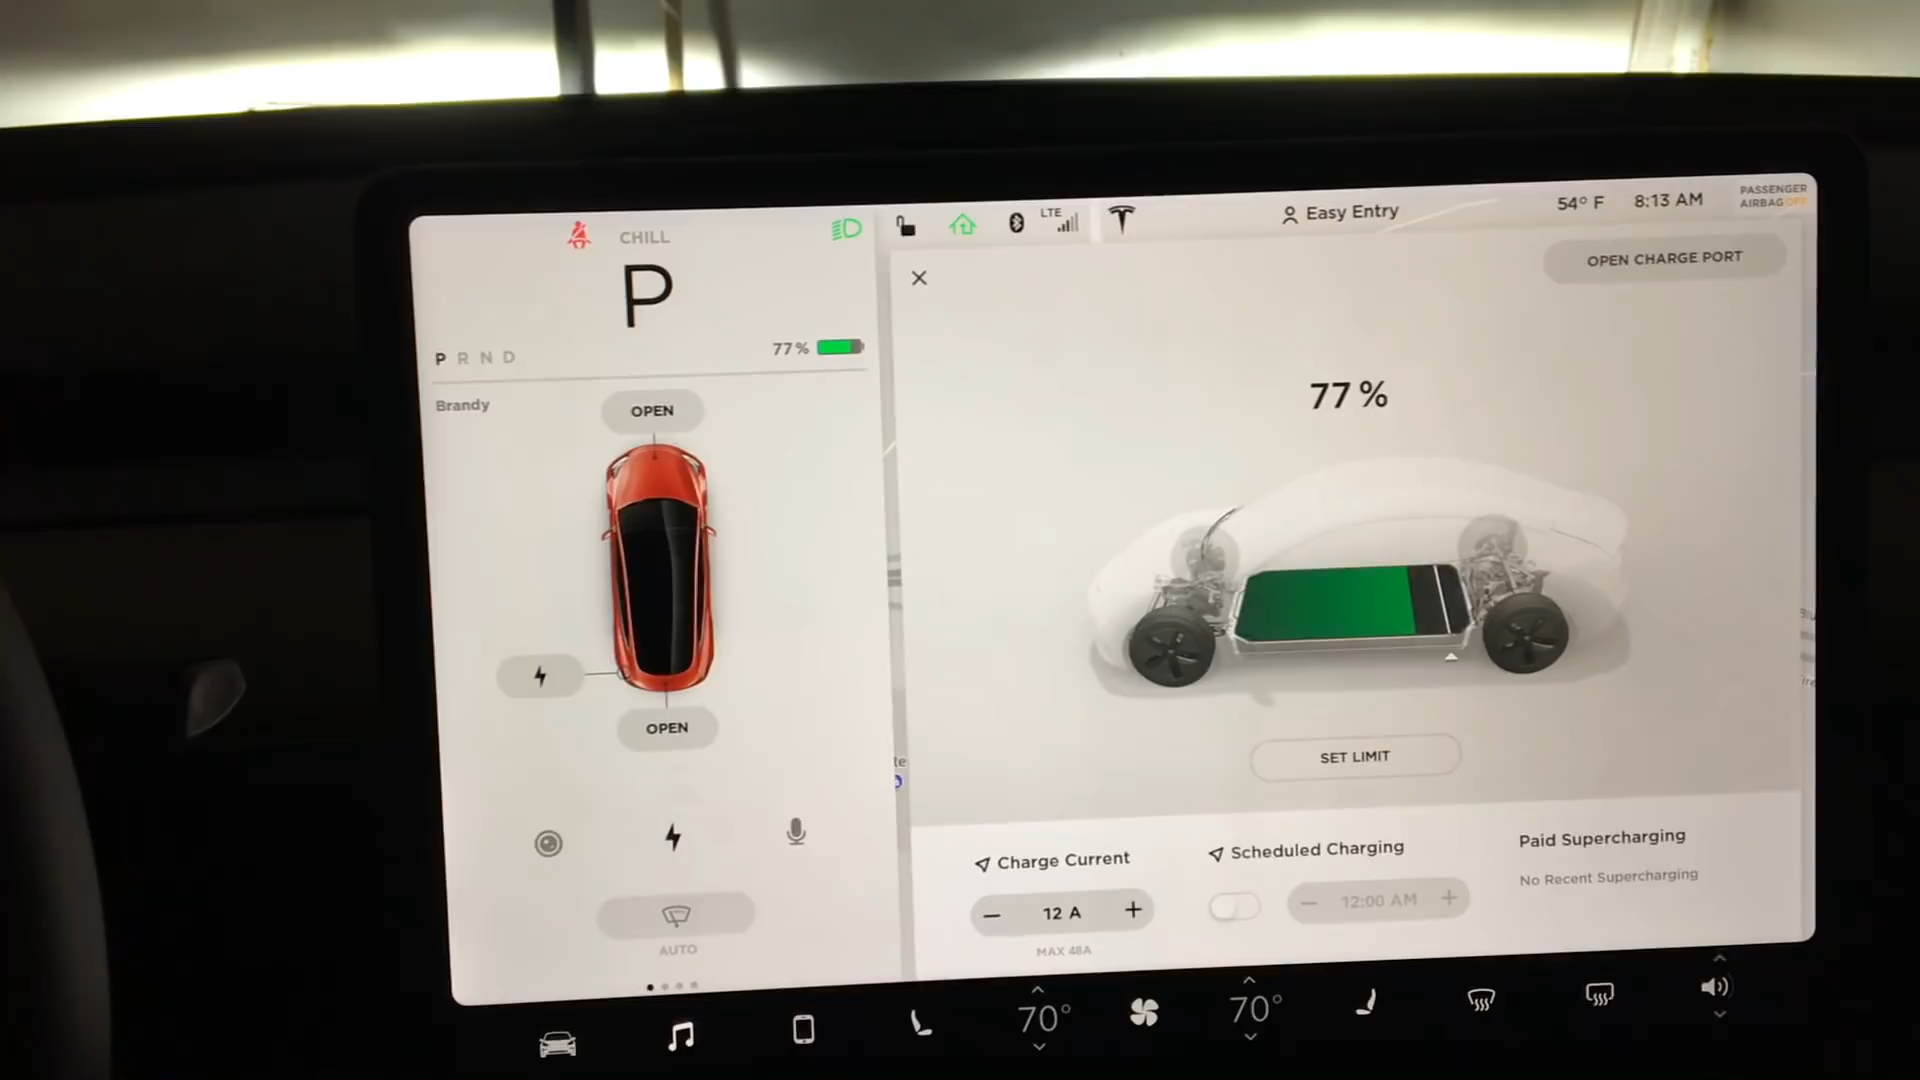 CHILL
P
P R N D
77%
Brandy
OPEN
OPEN
AUTO
LTE
Easy Entry
54° F
8:13 AM
PASSENGER
AIRBAG OFF
OPEN CHARGE PORT
77 %
SET LIMIT
Charge Current
12 A
MAX 48A
Scheduled Charging
12:00 AM
Paid Supercharging
No Recent Supercharging
70°
70°